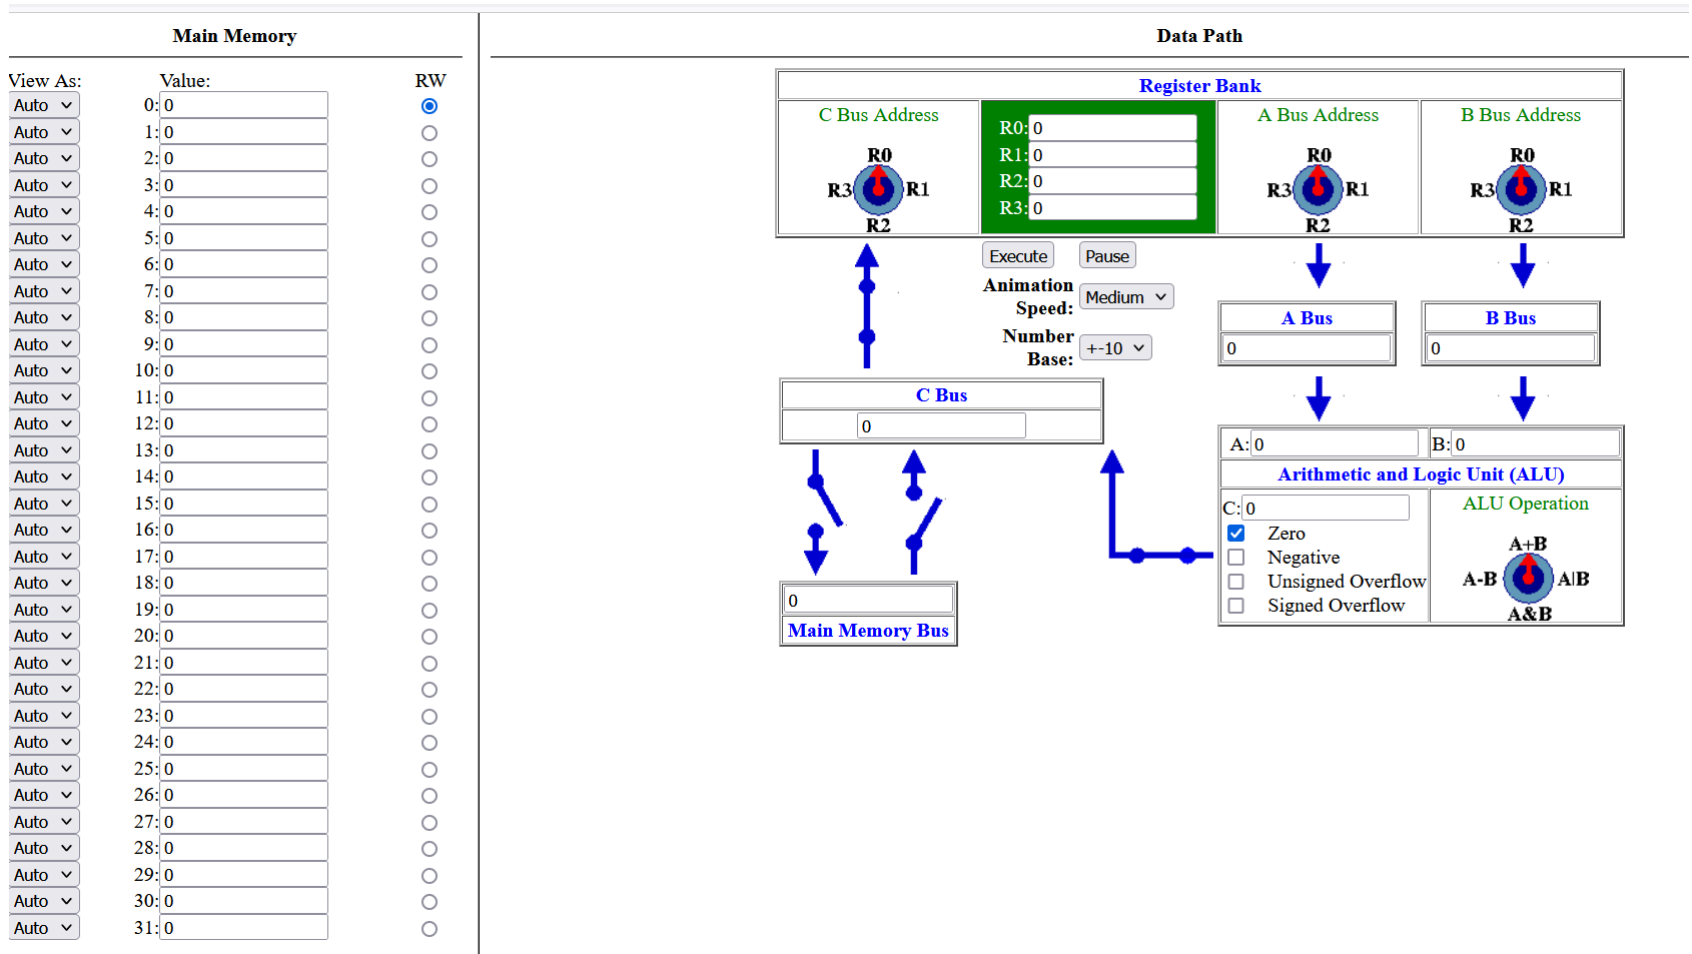 Main Memory
View As: Value: RW
Auto 0: 0
Auto 1: 0
Auto 2: 0
Auto 3: 0
Auto 4: 0
Auto 5: 0
Auto 6: 0
Auto 7: 0
Auto 8: 0
Auto 9: 0
Auto 10: 0
Auto 11: 0
Auto 12: 0
Auto 13: 0
Auto 14: 0
Auto 15: 0
Auto 16: 0
Auto 17: 0
Auto 18: 0
Auto 19: 0
Auto 20: 0
Auto 21: 0
Auto 22: 0
Auto 23: 0
Auto 24: 0
Auto 25: 0
Auto 26: 0
Auto 27: 0
Auto 28: 0
Auto 29: 0
Auto 30: 0
Auto 31: 0
Data Path
Register Bank
C Bus Address
R0
R3 R1
R2
R0: 0
R1: 0
R2: 0
R3: 0
A Bus Address
R0
R3 R1
R2
B Bus Address
R0
R3 R1
R2
Execute Pause
Animation
Speed: Medium
Number
Base: +-10
A Bus
0
B Bus
0
C Bus
0
A: 0 B: 0
Arithmetic and Logic Unit (ALU)
C: 0
Zero
Negative
Unsigned Overflow
Signed Overflow
ALU Operation
A+B
A-B A|B
A&B
0
Main Memory Bus